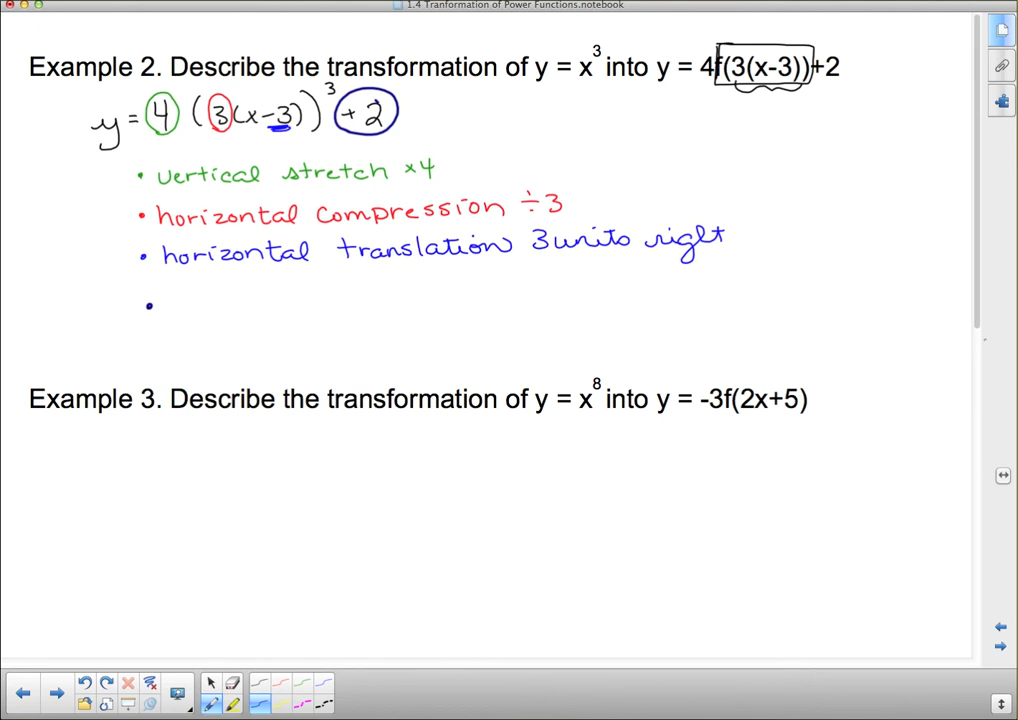 1.4 Tranformation of Power Functions.notebook
Example 2. Describe the transformation of y = x³ into y = 4f(3(x-3))+2
y = 4 (3(x-3))³ + 2
• vertical stretch ×4
• horizontal compression ÷3
• horizontal translation 3 units right
•
Example 3. Describe the transformation of y = x⁸ into y = -3f(2x+5)